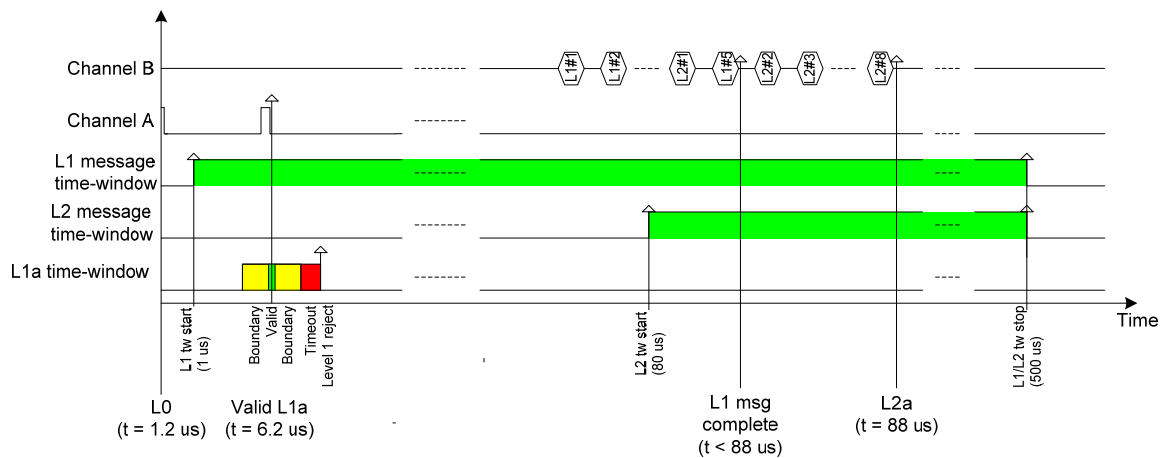 Channel B
L1#1
L1#2
L2#1
L1#5
L2#2
L2#3
L2#8
Channel A
L1 message
time-window
L2 message
time-window
L1a time-window
Time
L1 tw start
(1 us)
Boundary
Valid
Boundary
Timeout
Level 1 reject
L2 tw start
(80 us)
L1/L2 tw stop
(500 us)
L0
(t = 1.2 us)
Valid L1a
(t = 6.2 us)
L1 msg
complete
(t < 88 us)
L2a
(t = 88 us)